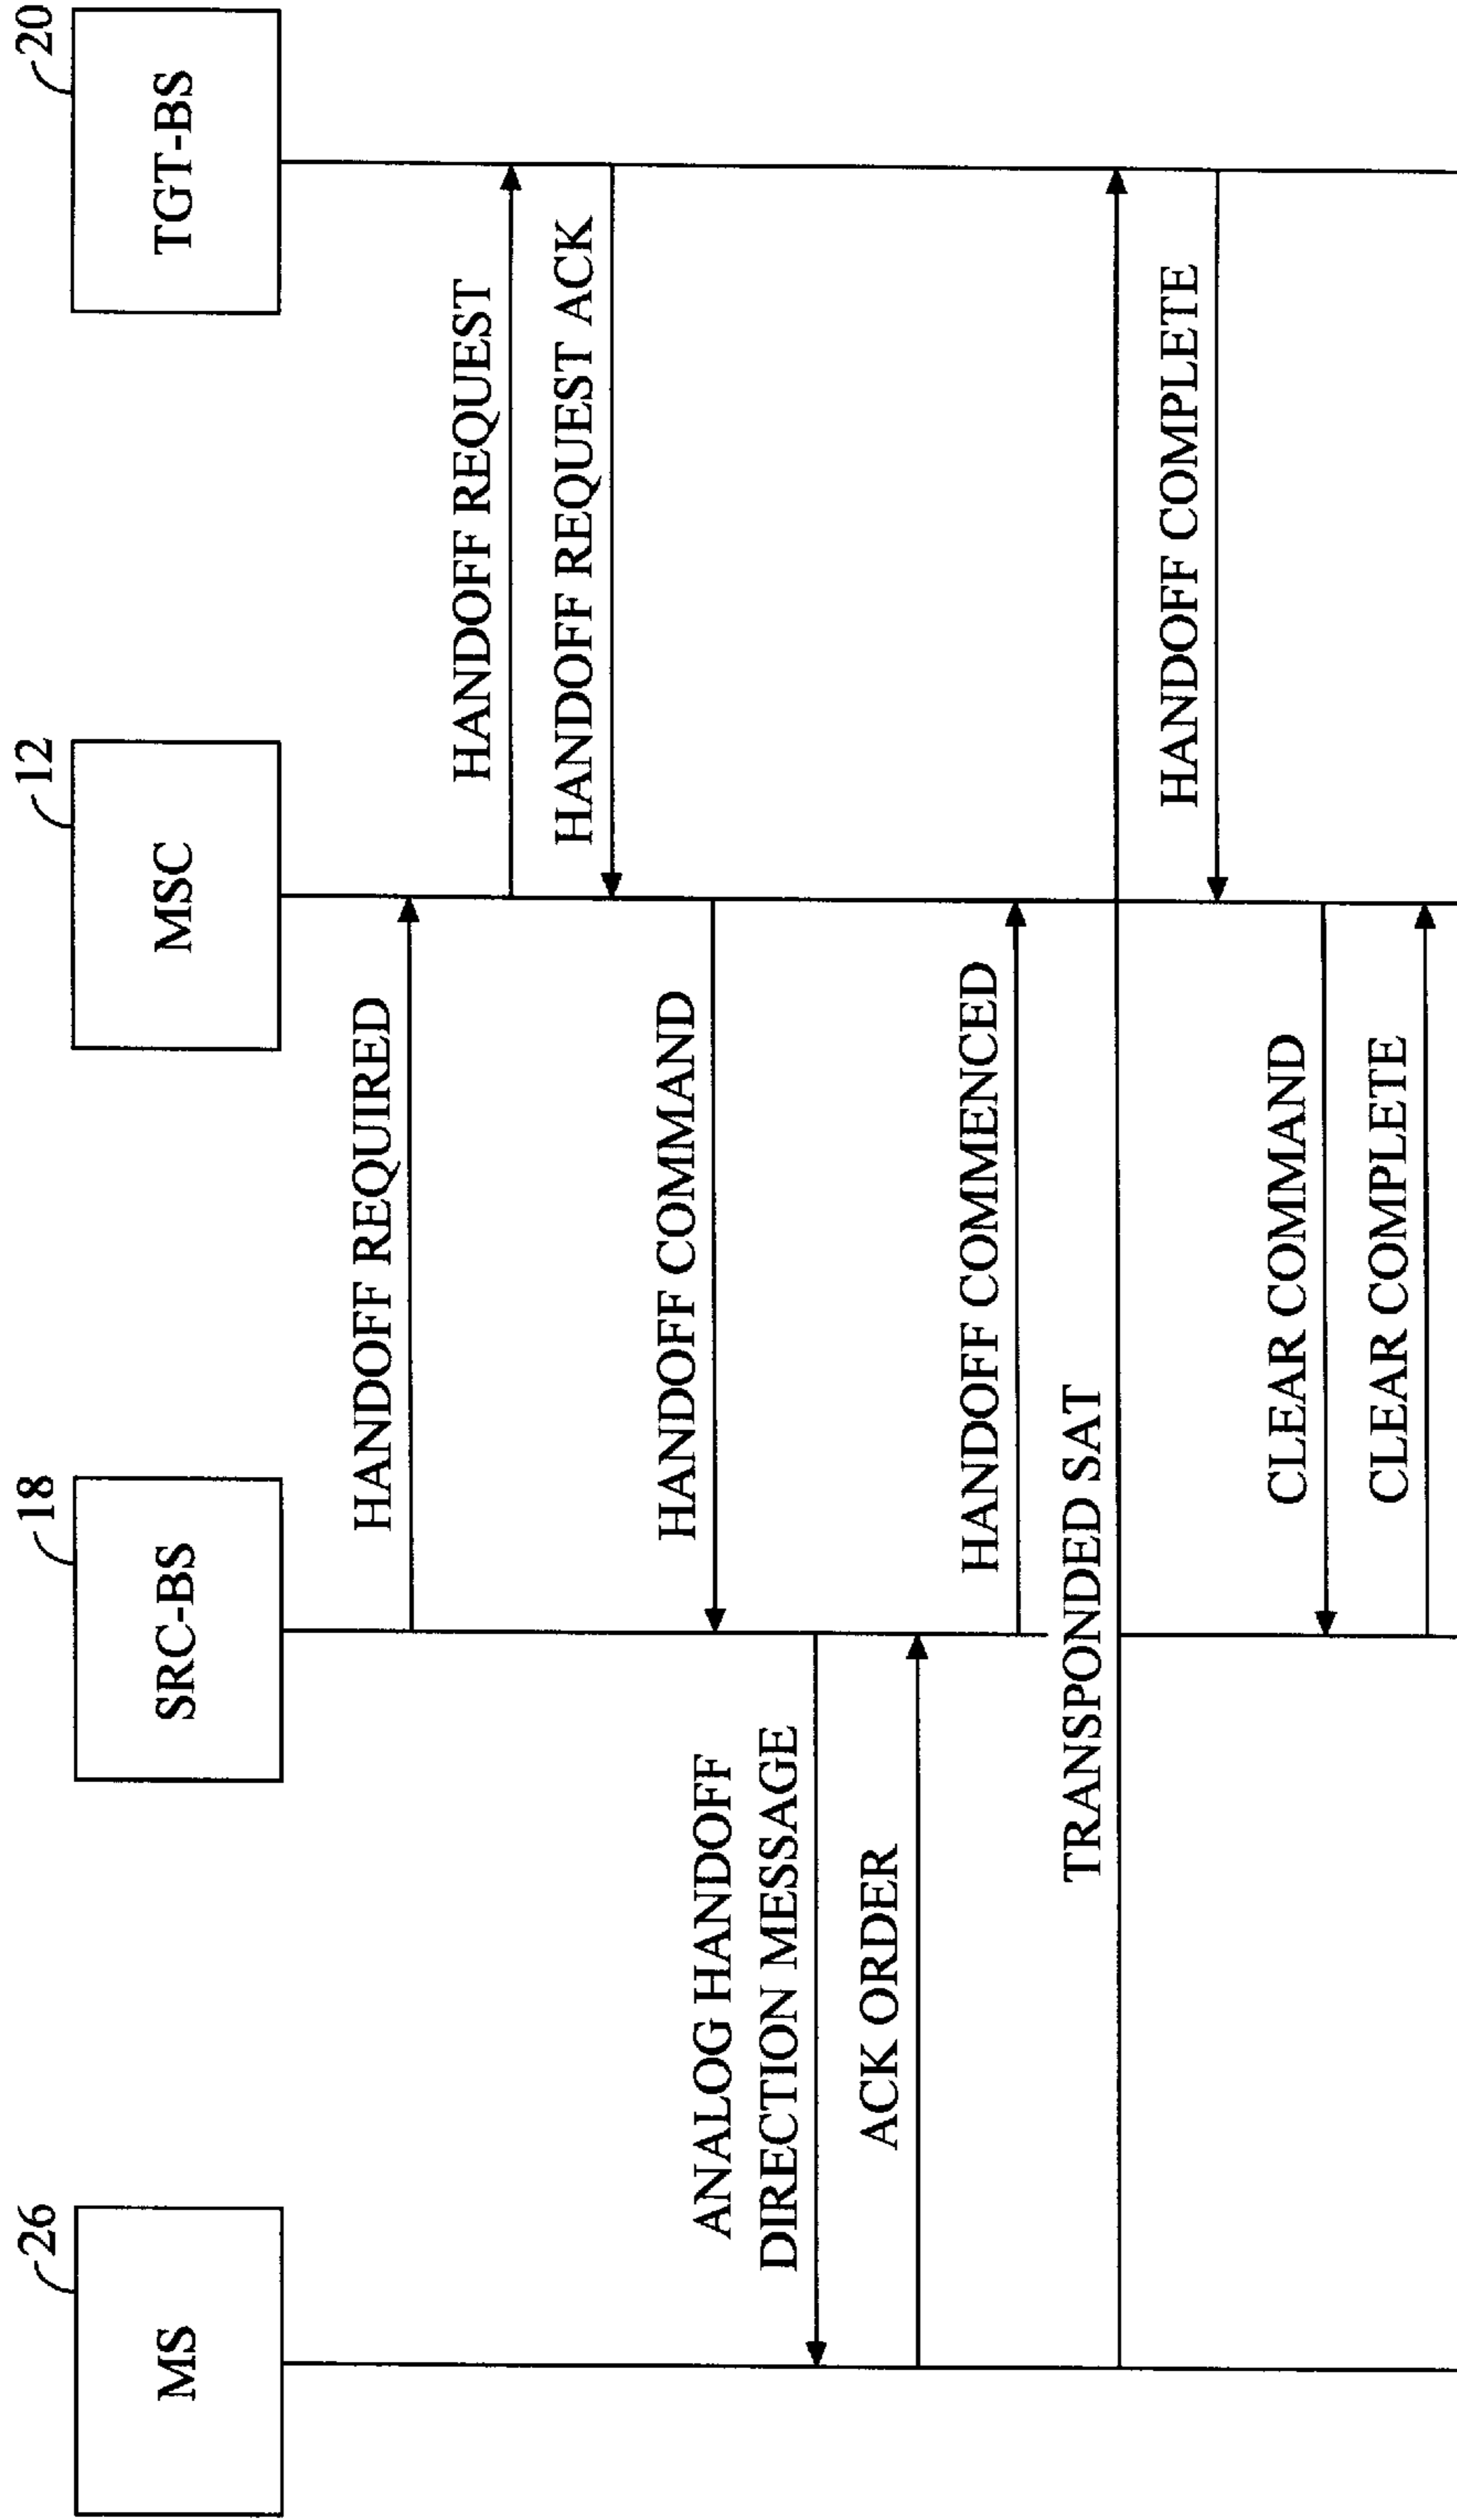 26
18
12
20
MS
SRC-BS
MSC
TGT-BS
HANDOFF REQUIRED
HANDOFF REQUEST
HANDOFF REQUEST ACK
HANDOFF COMMAND
ANALOG HANDOFF
DIRECTION MESSAGE
ACK ORDER
HANDOFF COMMENCED
TRANSPONDED SAT
HANDOFF COMPLETE
CLEAR COMMAND
CLEAR COMPLETE